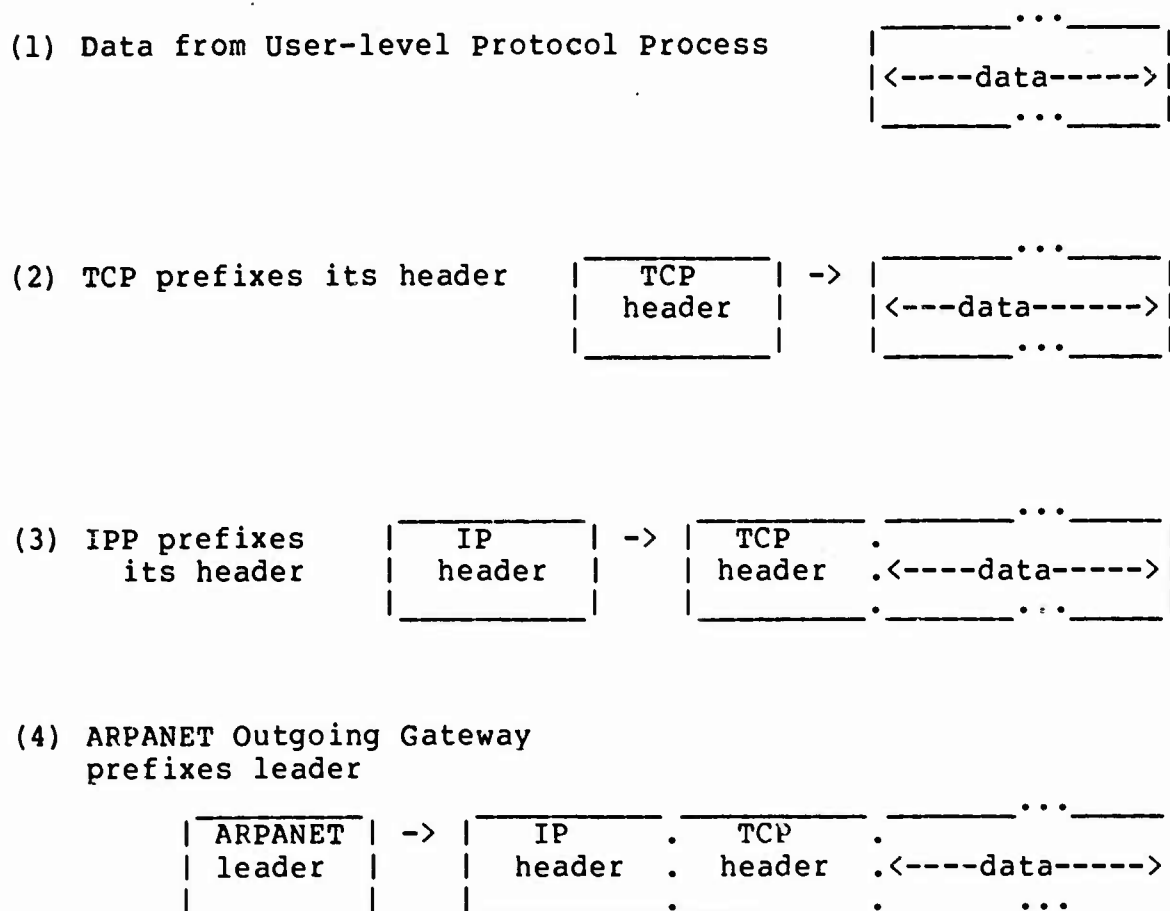 ...
(1) Data from User-level Protocol Process
|<----data----->|
...
...
(2) TCP prefixes its header | TCP | -> | |
| header | |<---data------>|
...
...
(3) IPP prefixes | IP | -> | TCP .
its header | header | | header .<----data----->
...
(4) ARPANET Outgoing Gateway
prefixes leader
...
| ARPANET | -> | IP . TCP .
| leader | | header . header .<----data----->
...